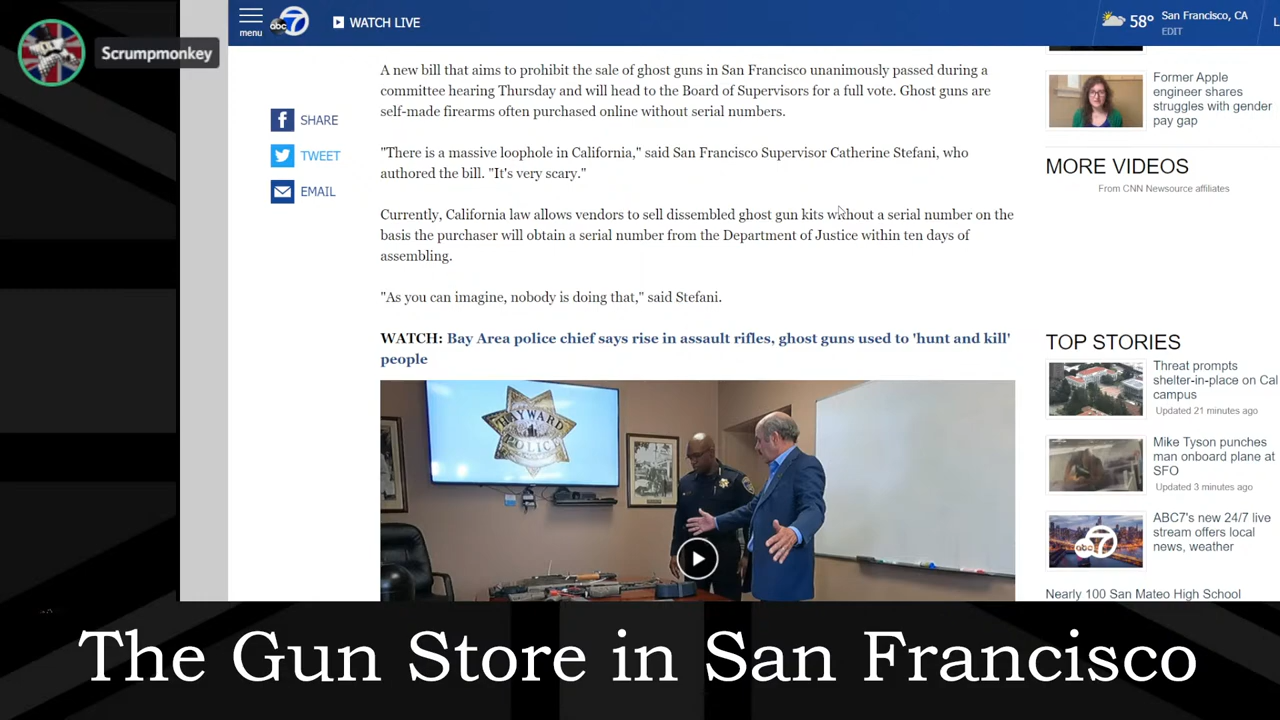 Scrumpmonkey
menu
abc 7
WATCH LIVE
58°
San Francisco, CA
EDIT
SHARE
TWEET
EMAIL
A new bill that aims to prohibit the sale of ghost guns in San Francisco unanimously passed during a
committee hearing Thursday and will head to the Board of Supervisors for a full vote. Ghost guns are
self-made firearms often purchased online without serial numbers.
"There is a massive loophole in California," said San Francisco Supervisor Catherine Stefani, who
authored the bill. "It's very scary."
Currently, California law allows vendors to sell dissembled ghost gun kits without a serial number on the
basis the purchaser will obtain a serial number from the Department of Justice within ten days of
assembling.
"As you can imagine, nobody is doing that," said Stefani.
WATCH: Bay Area police chief says rise in assault rifles, ghost guns used to 'hunt and kill'
people
HAYWARD
POLICE
Former Apple
engineer shares
struggles with gender
pay gap
MORE VIDEOS
From CNN Newsource affiliates
TOP STORIES
Threat prompts
shelter-in-place on Cal
campus
Updated 21 minutes ago
Mike Tyson punches
man onboard plane at
SFO
Updated 3 minutes ago
abc 7
ABC7's new 24/7 live
stream offers local
news, weather
Nearly 100 San Mateo High School
The Gun Store in San Francisco